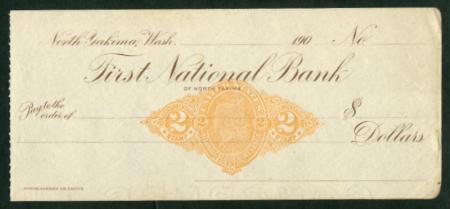 North Yakima, Wash. 190 No
First National Bank
OF NORTH YAKIMA
Pay to the
order of $
2 2
Dollars